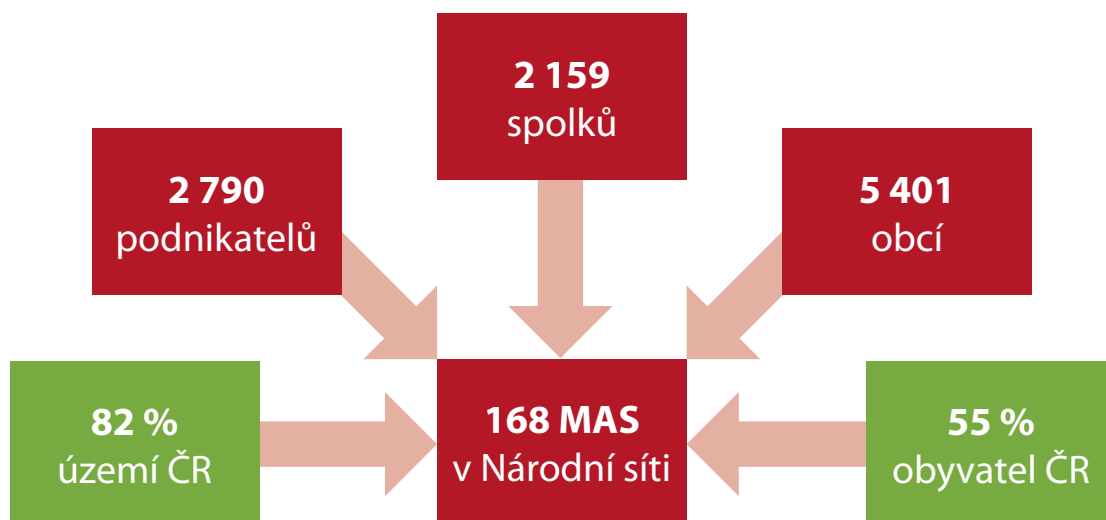 2 159
spolků
2 790
podnikatelů
5 401
obcí
82 %
území ČR
168 MAS
v Národní síti
55 %
obyvatel ČR